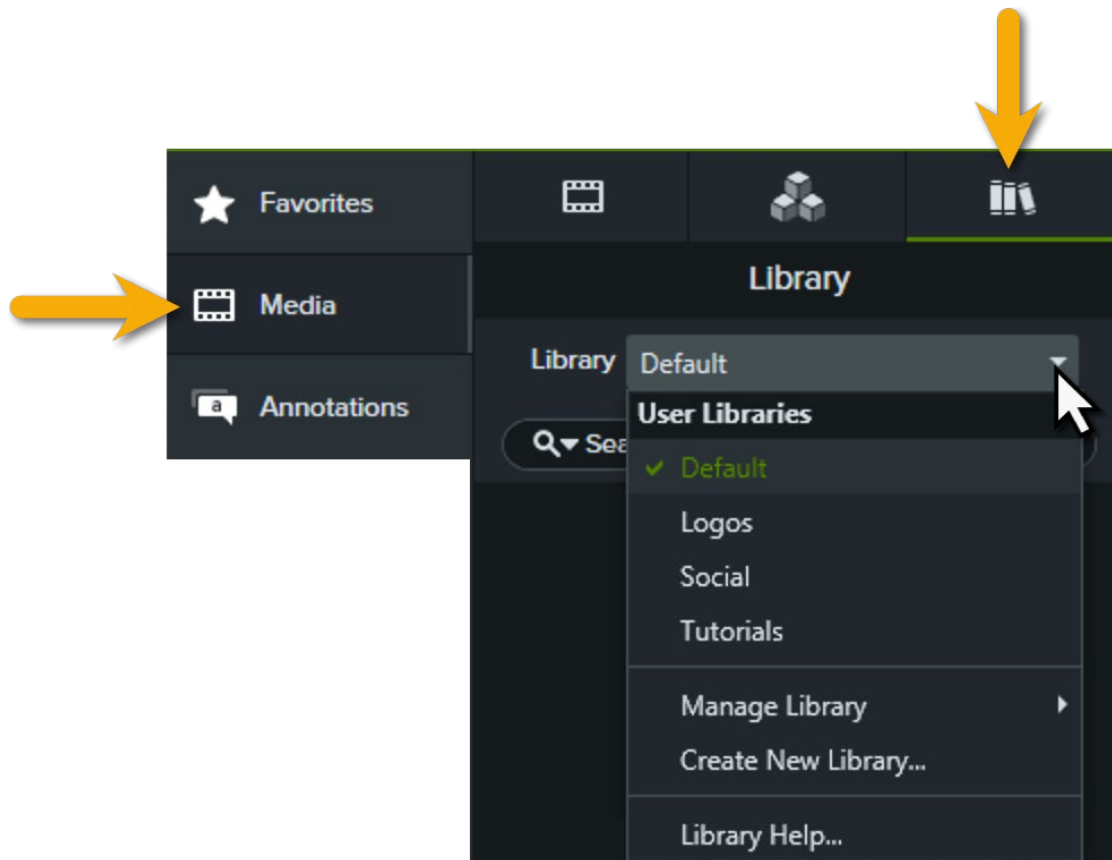 Favorites
Media
a Annotations
Library
Library Default
User Libraries
Sea
Default
Logos
Social
Tutorials
Manage Library
Create New Library...
Library Help...